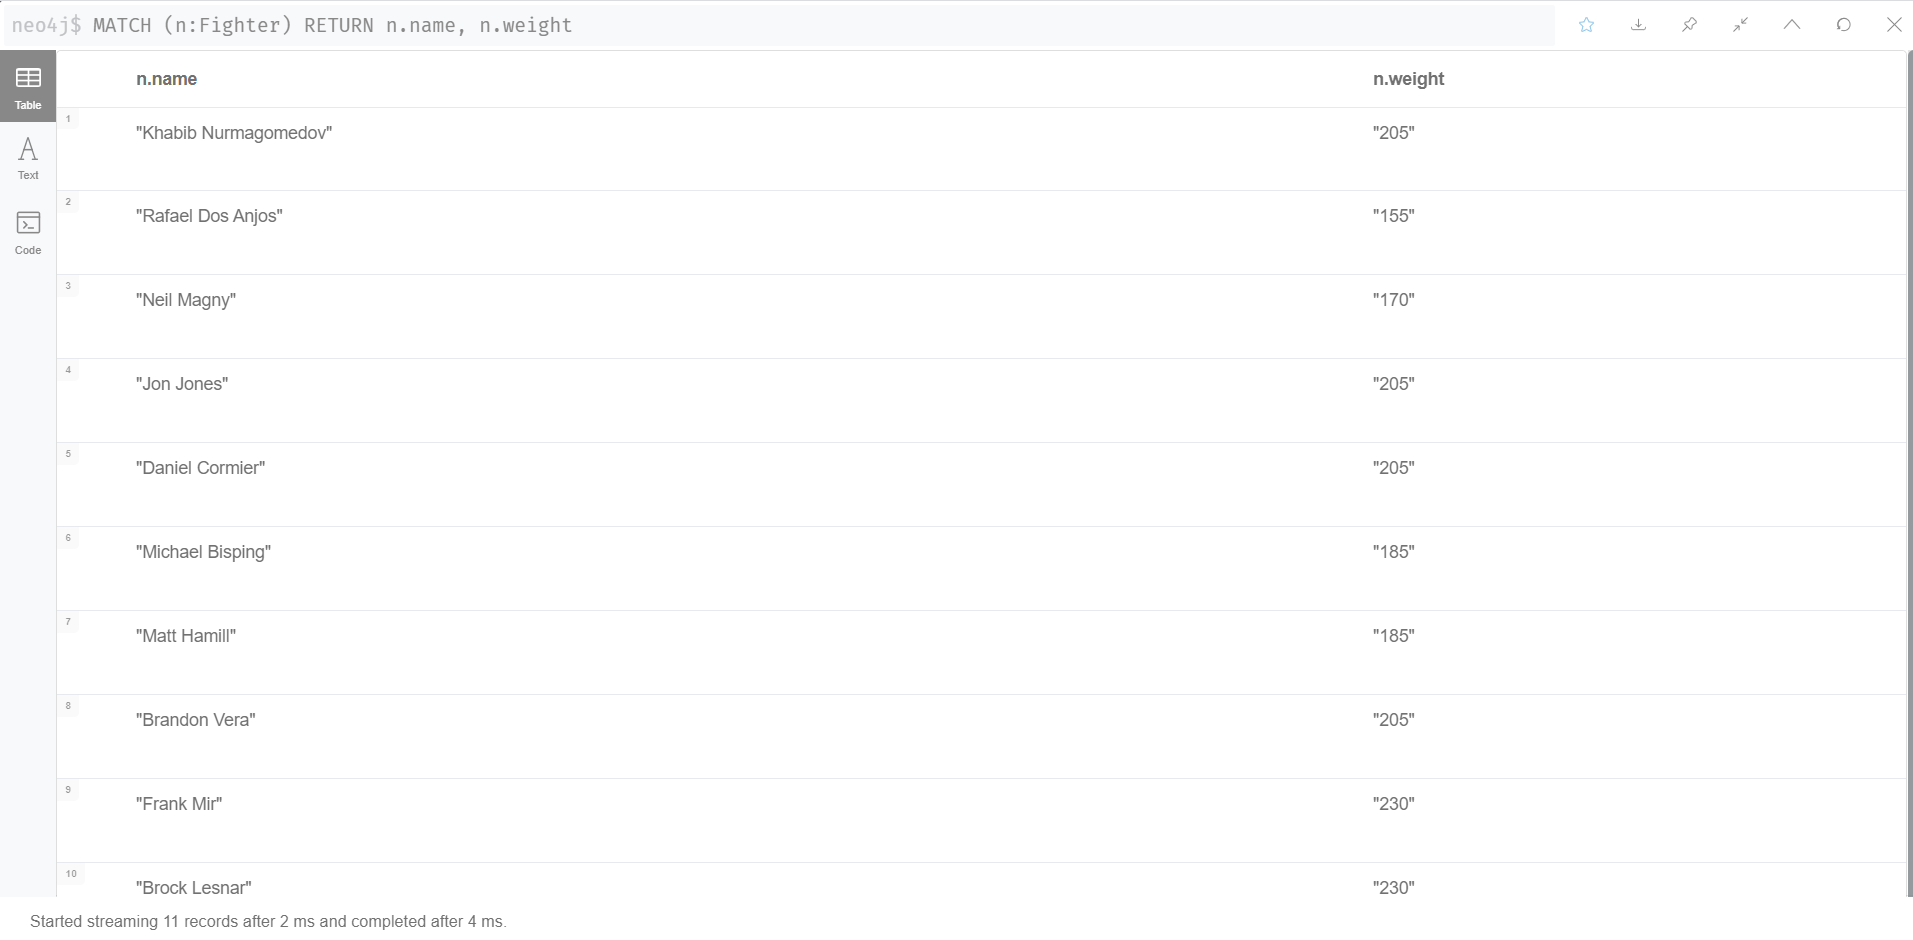 neo4j$ MATCH (n:Fighter) RETURN n.name, n.weight
Table
Text
Code
n.name n.weight
1 "Khabib Nurmagomedov" "205"
2 "Rafael Dos Anjos" "155"
3 "Neil Magny" "170"
4 "Jon Jones" "205"
5 "Daniel Cormier" "205"
6 "Michael Bisping" "185"
7 "Matt Hamill" "185"
8 "Brandon Vera" "205"
9 "Frank Mir" "230"
10 "Brock Lesnar" "230"
Started streaming 11 records after 2 ms and completed after 4 ms.